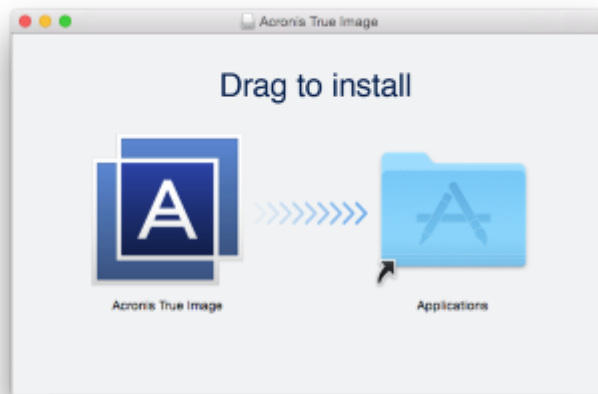 Acronis True Image
Drag to install
Acronis True Image
Applications